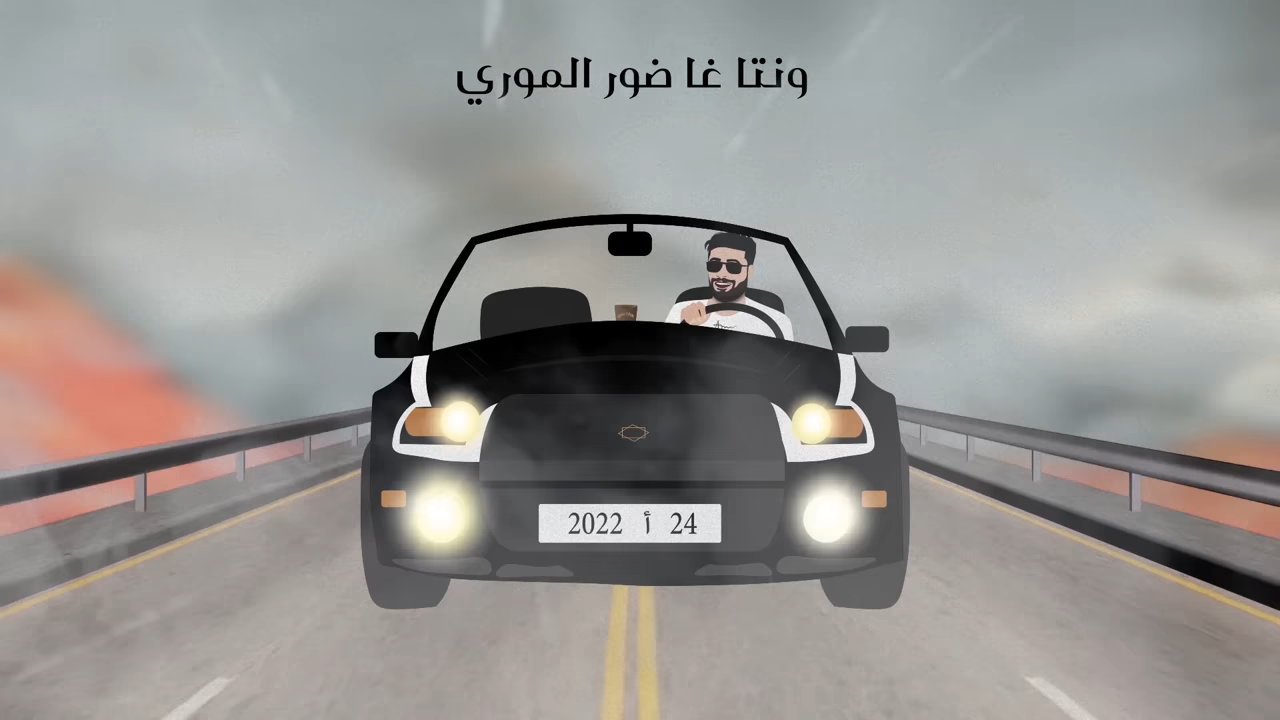 ونتا غا ضور الموري
2022 أ 24